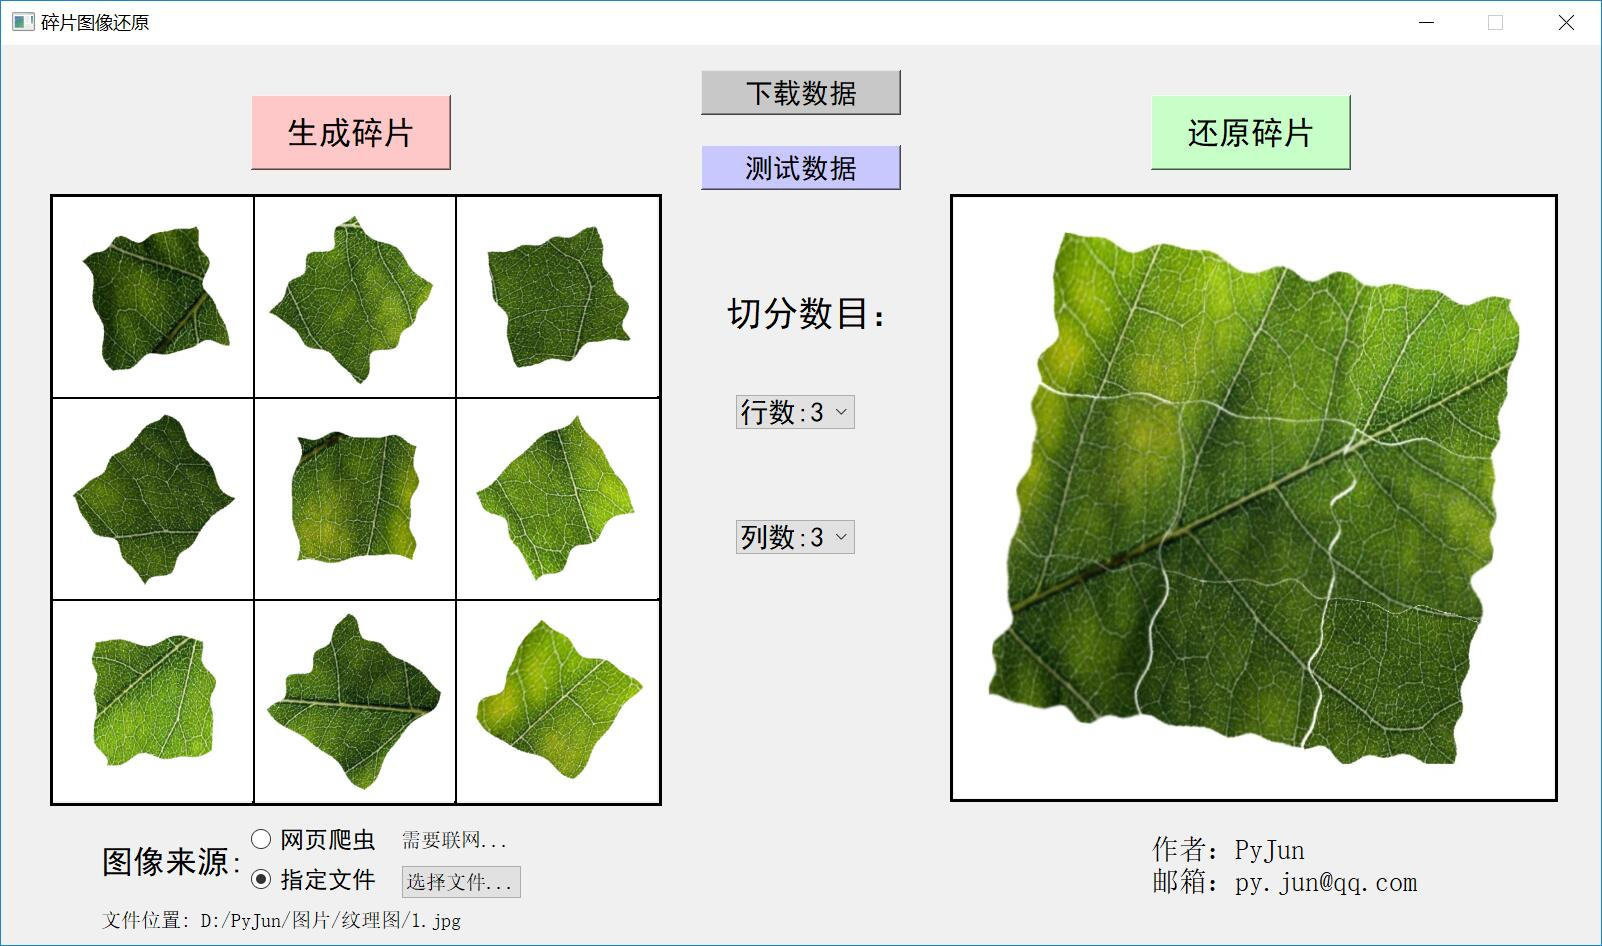 碎片图像还原
下载数据
生成碎片
还原碎片
测试数据
切分数目：
行数:3
列数:3
图像来源:
网页爬虫
需要联网...
指定文件
选择文件...
文件位置: D:/PyJun/图片/纹理图/1.jpg
作者：PyJun
邮箱：py.jun@qq.com